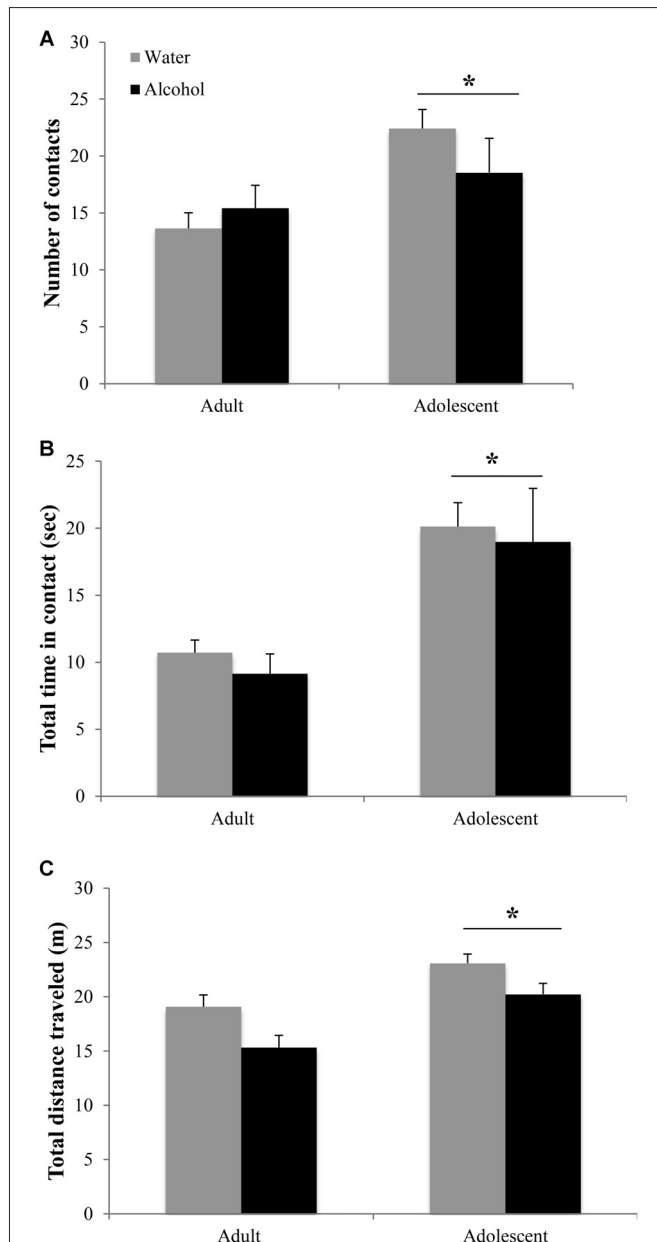 A
30
Water
Alcohol
*
25
20
15
10
5
0
Number of contacts
Adult
Adolescent
B
25
*
20
15
10
5
0
Total time in contact (sec)
Adult
Adolescent
C
30
*
25
20
15
10
5
0
Total distance traveled (m)
Adult
Adolescent